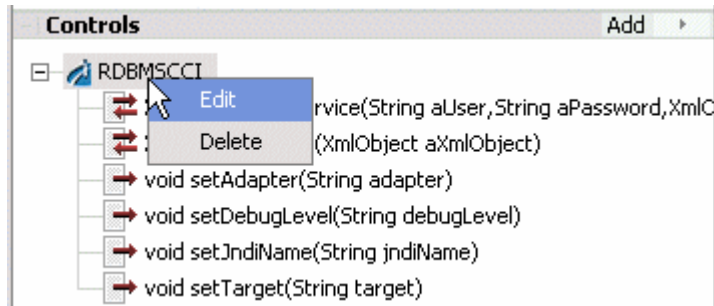 Controls Add
RDBMSCCI
Edit
rvice(String aUser,String aPassword,XmlO
Delete
(XmlObject aXmlObject)
void setAdapter(String adapter)
void setDebugLevel(String debugLevel)
void setJndiName(String jndiName)
void setTarget(String target)